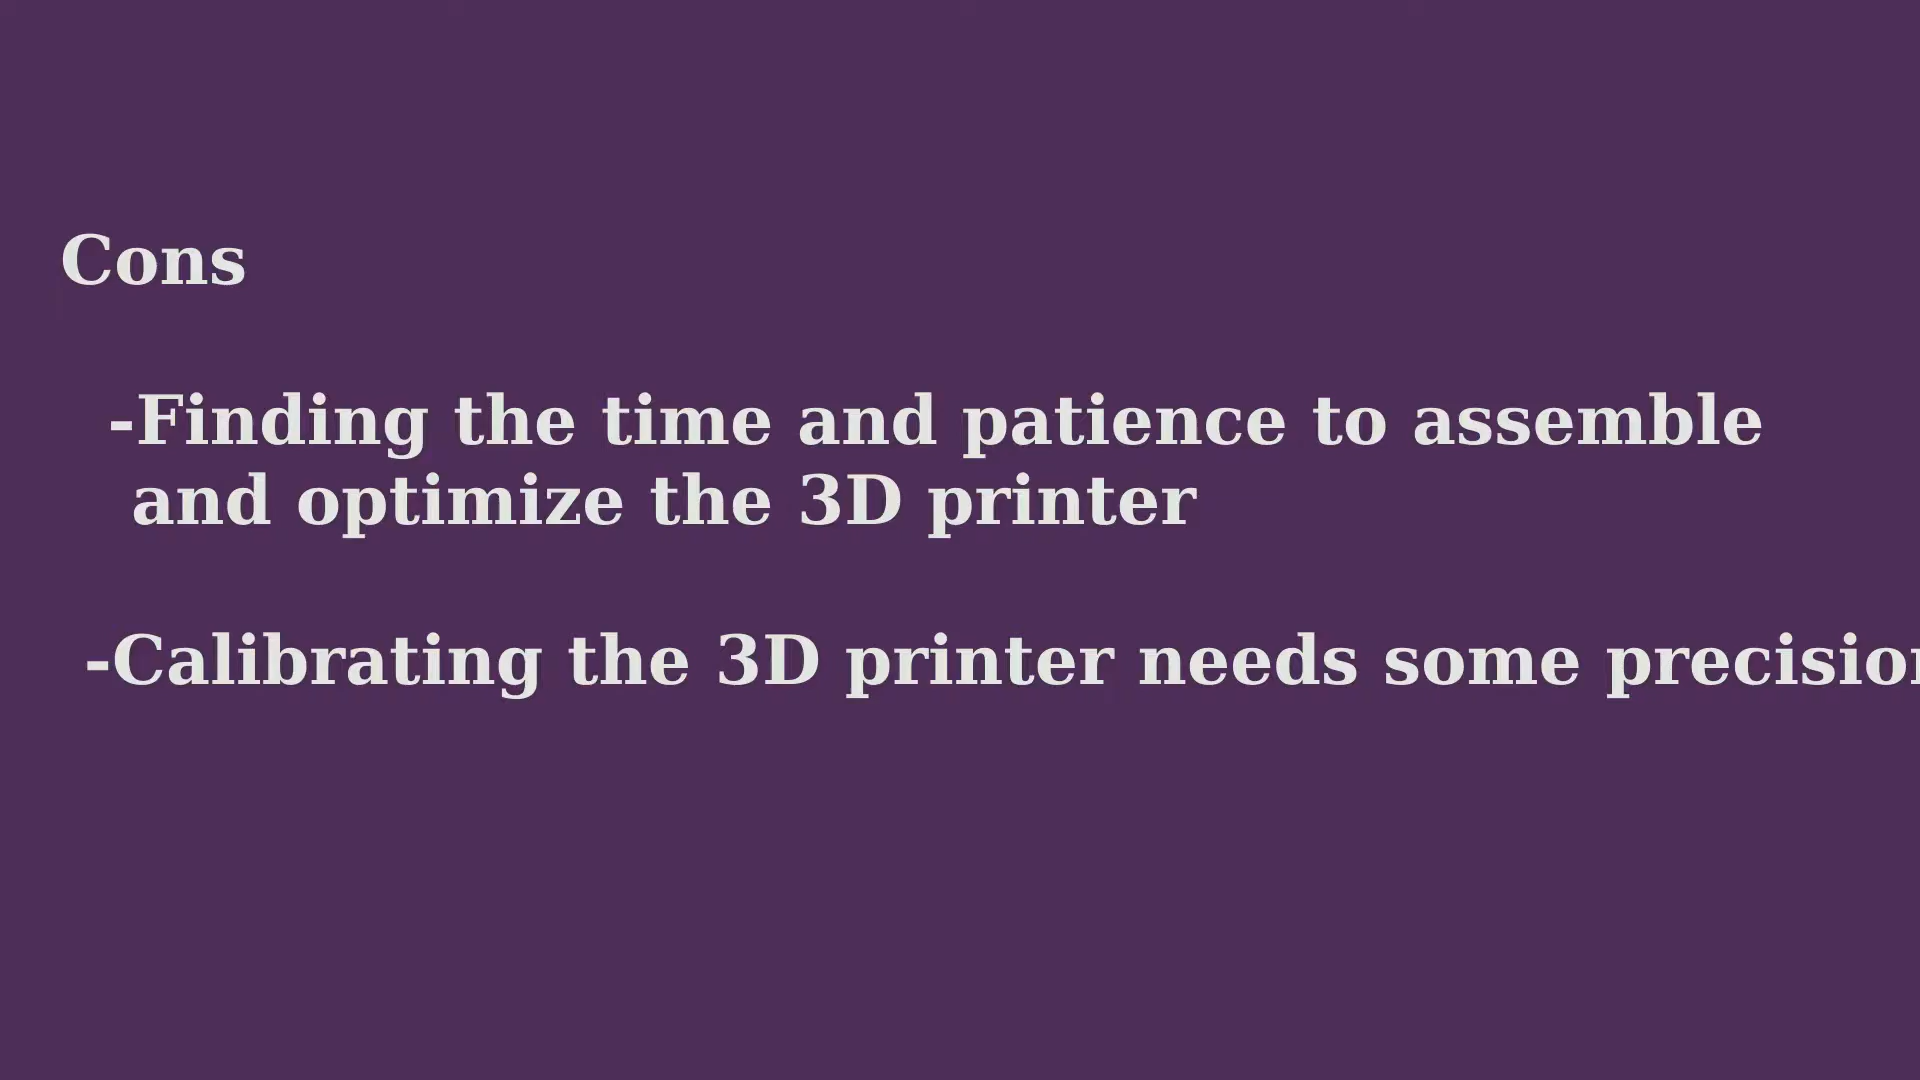 Cons
-Finding the time and patience to assemble
and optimize the 3D printer
-Calibrating the 3D printer needs some precision